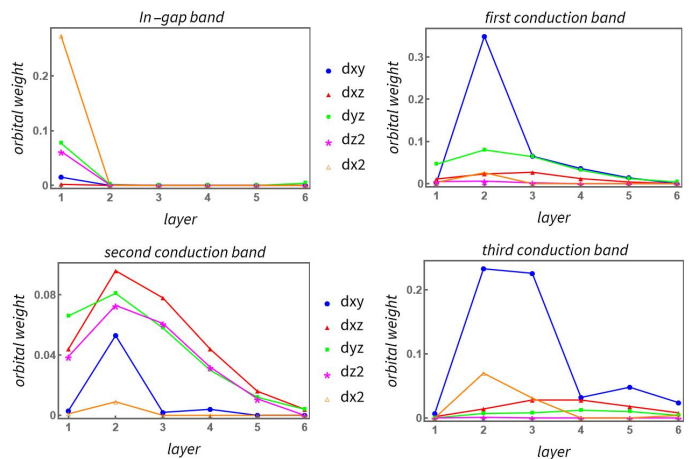 In-gap band
orbital weight
0.2
0.1
0
1 2 3 4 5 6
layer
dxy
dxz
dyz
dz2
dx2
first conduction band
orbital weight
0.3
0.2
0.1
0
1 2 3 4 5 6
layer
second conduction band
orbital weight
0.08
0.04
0
1 2 3 4 5 6
layer
dxy
dxz
dyz
dz2
dx2
third conduction band
orbital weight
0.2
0.1
0
1 2 3 4 5 6
layer